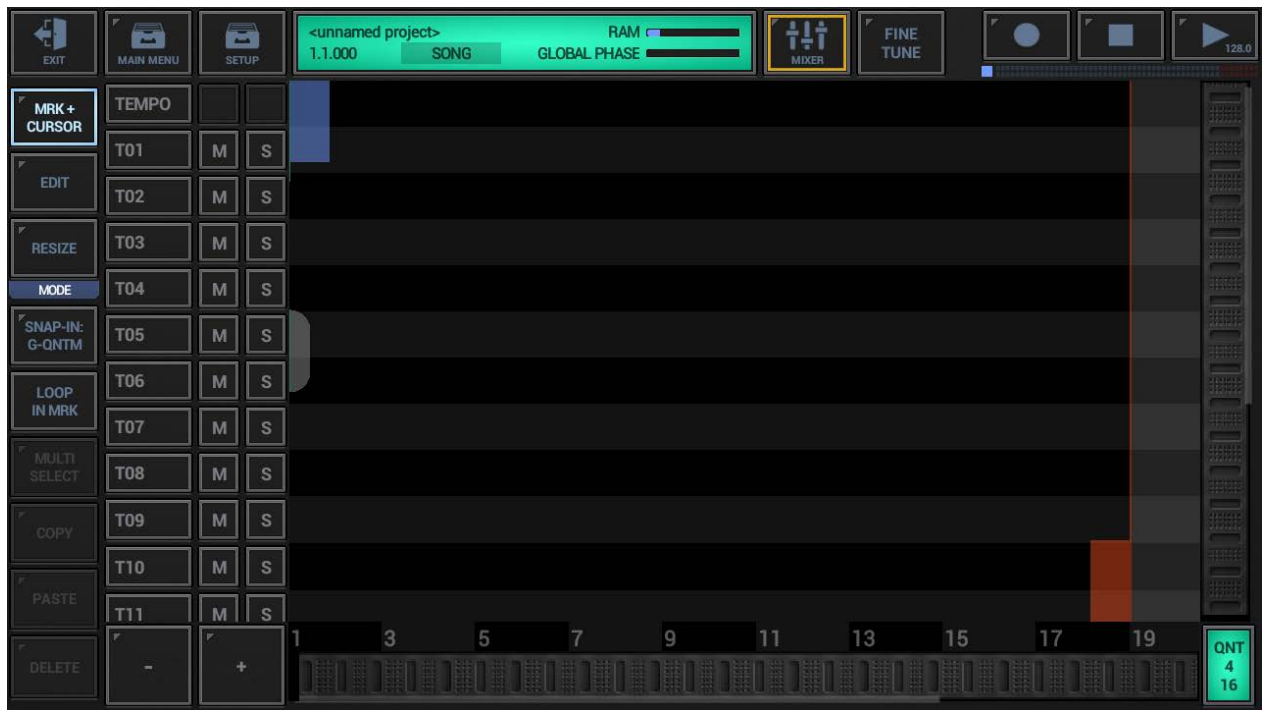 EXIT
MAIN MENU
SETUP
<unnamed project>
RAM
1.1.000
SONG
GLOBAL PHASE
MIXER
FINE
TUNE
128.0
MRK +
CURSOR
EDIT
RESIZE
MODE
SNAP-IN:
G-QNTM
LOOP
IN MRK
MULTI
SELECT
COPY
PASTE
DELETE
TEMPO
T01 M S
T02 M S
T03 M S
T04 M S
T05 M S
T06 M S
T07 M S
T08 M S
T09 M S
T10 M S
T11 M S
- +
1 3 5 7 9 11 13 15 17 19
QNT
4
16